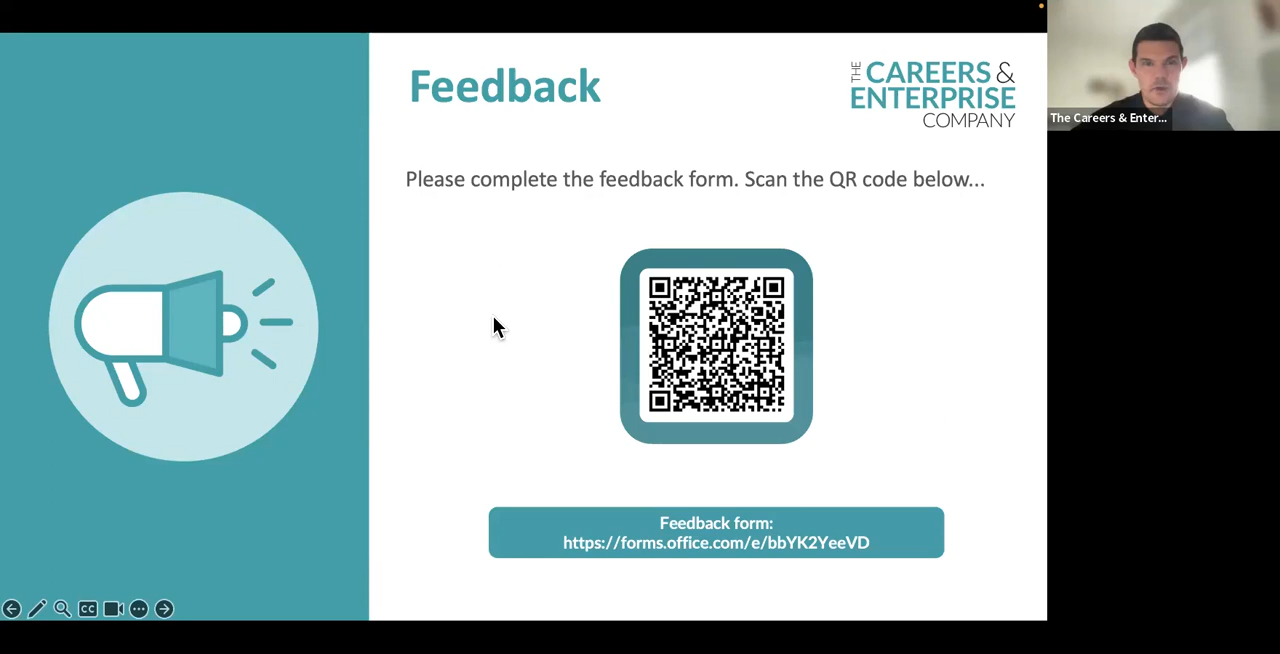 Feedback
THE CAREERS &
ENTERPRISE
COMPANY
Please complete the feedback form. Scan the QR code below...
Feedback form:
https://forms.office.com/e/bbYK2YeeVD
The Careers & Enter...
CC